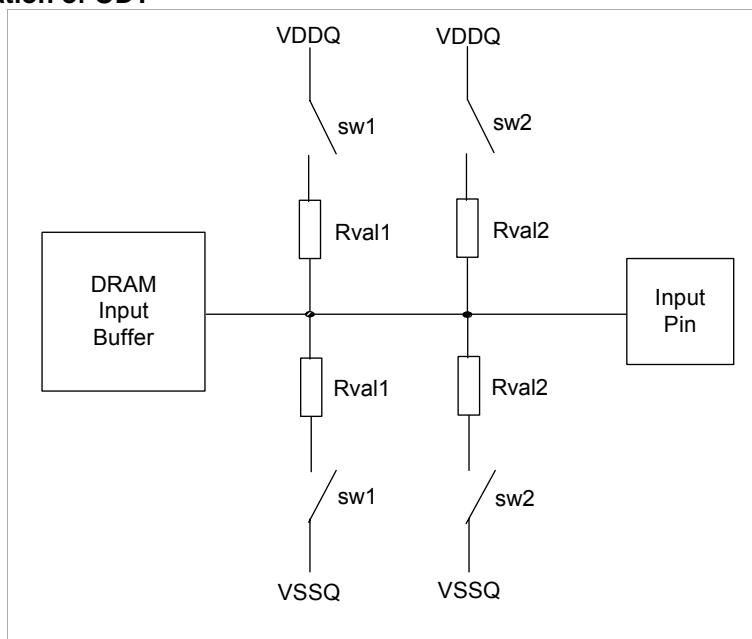 VDDQ
VDDQ
sw1
sw2
Rval1
Rval2
DRAM
Input
Buffer
Input
Pin
Rval1
Rval2
sw1
sw2
VSSQ
VSSQ